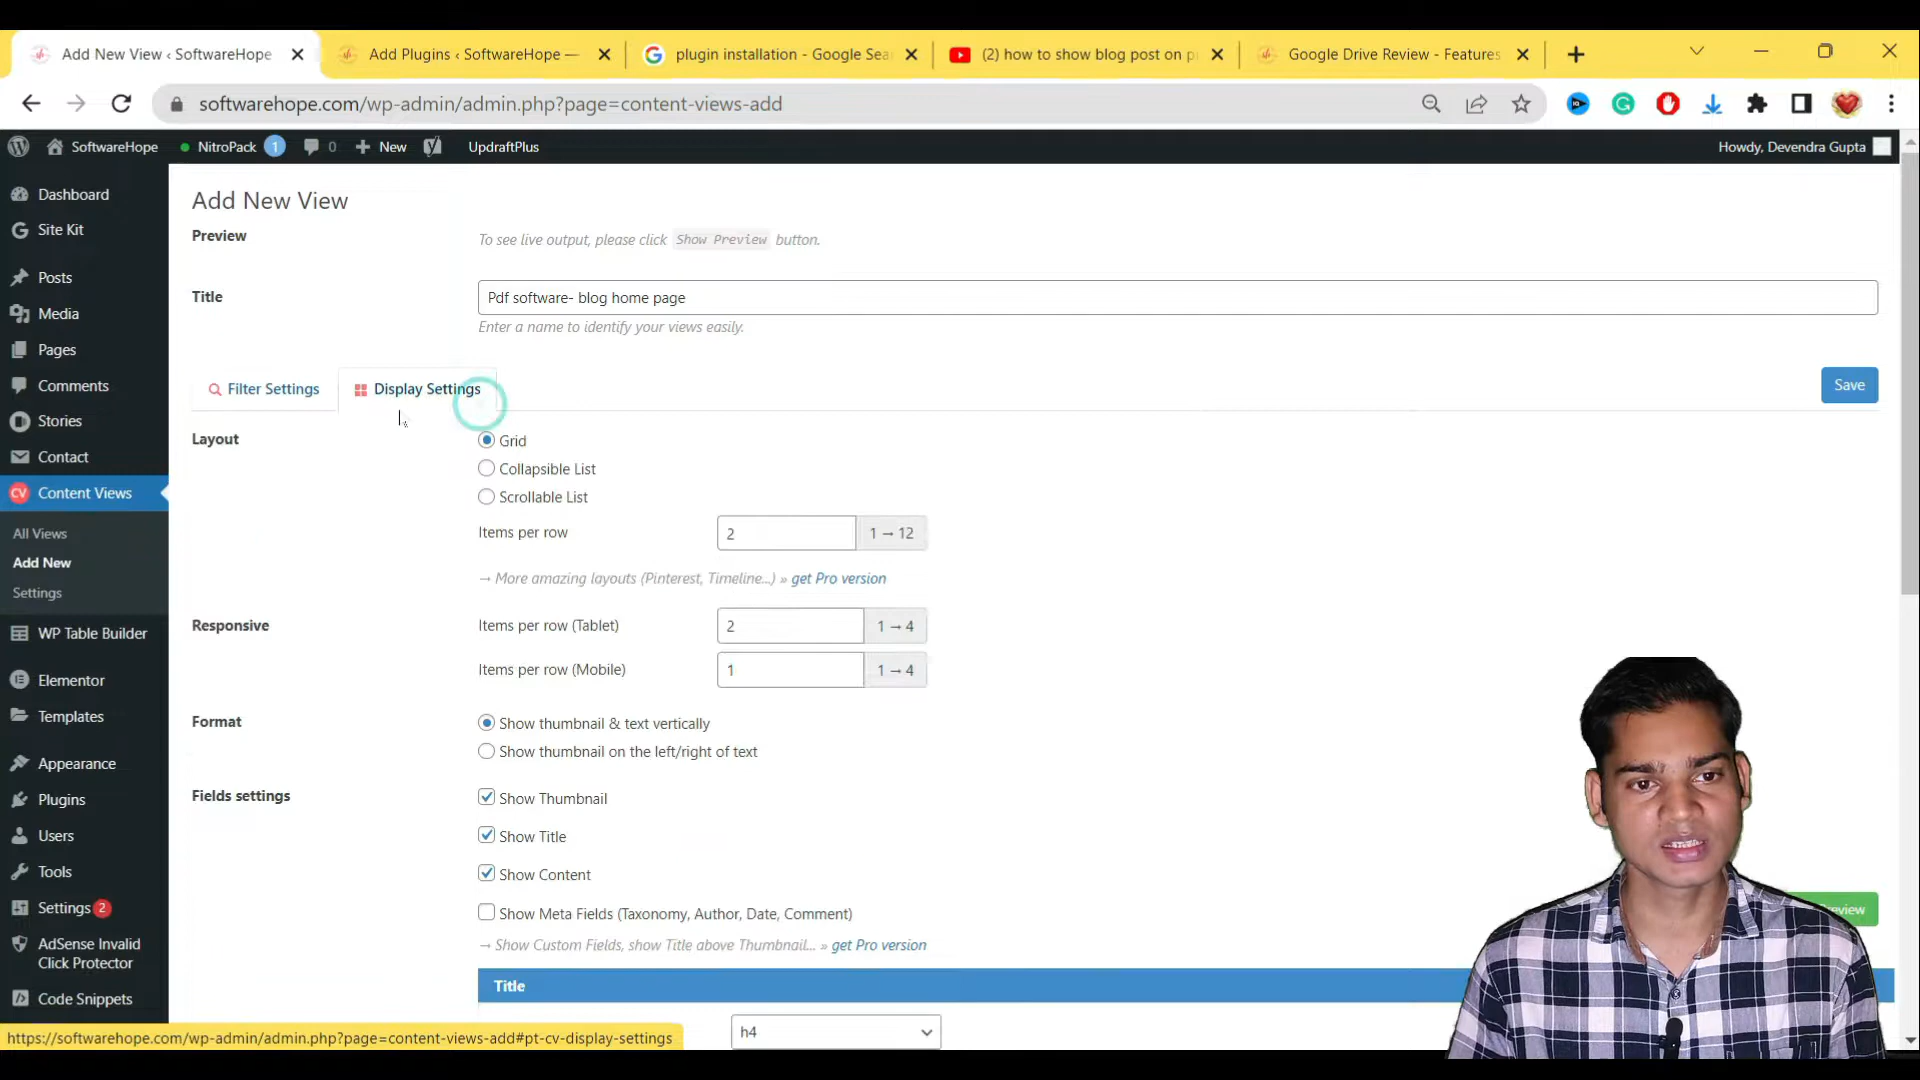 Add New View ‹ SoftwareHope
Add Plugins ‹ SoftwareHope —
plugin installation - Google Sea
(2) how to show blog post on p
Google Drive Review - Features
softwarehope.com/wp-admin/admin.php?page=content-views-add
SoftwareHope
NitroPack 1
0
New
UpdraftPlus
Howdy, Devendra Gupta
Dashboard
Site Kit
Posts
Media
Pages
Comments
Stories
Contact
CV Content Views
All Views
Add New
Settings
WP Table Builder
Elementor
Templates
Appearance
Plugins
Users
Tools
Settings 2
AdSense Invalid
Click Protector
Code Snippets
Add New View
Preview
To see live output, please click Show Preview button.
Title
Pdf software- blog home page
Enter a name to identify your views easily.
Filter Settings
Display Settings
Save
Layout
Grid
Collapsible List
Scrollable List
Items per row
2
1 → 12
→ More amazing layouts (Pinterest, Timeline...) » get Pro version
Responsive
Items per row (Tablet)
2
1 → 4
Items per row (Mobile)
1
1 → 4
Format
Show thumbnail & text vertically
Show thumbnail on the left/right of text
Fields settings
Show Thumbnail
Show Title
Show Content
Show Meta Fields (Taxonomy, Author, Date, Comment)
→ Show Custom Fields, show Title above Thumbnail... » get Pro version
review
Title
h4
https://softwarehope.com/wp-admin/admin.php?page=content-views-add#pt-cv-display-settings